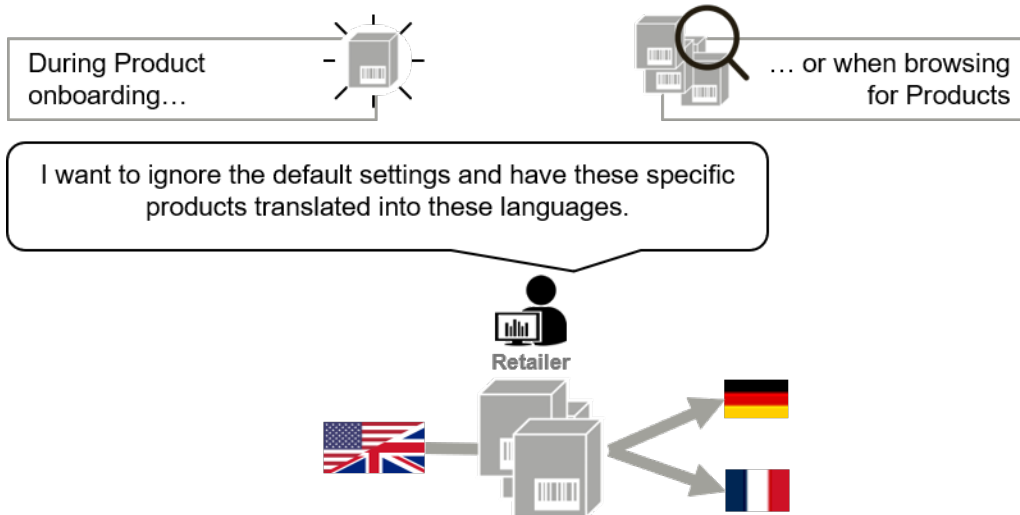 During Product
onboarding…
… or when browsing
for Products
I want to ignore the default settings and have these specific
products translated into these languages.
Retailer